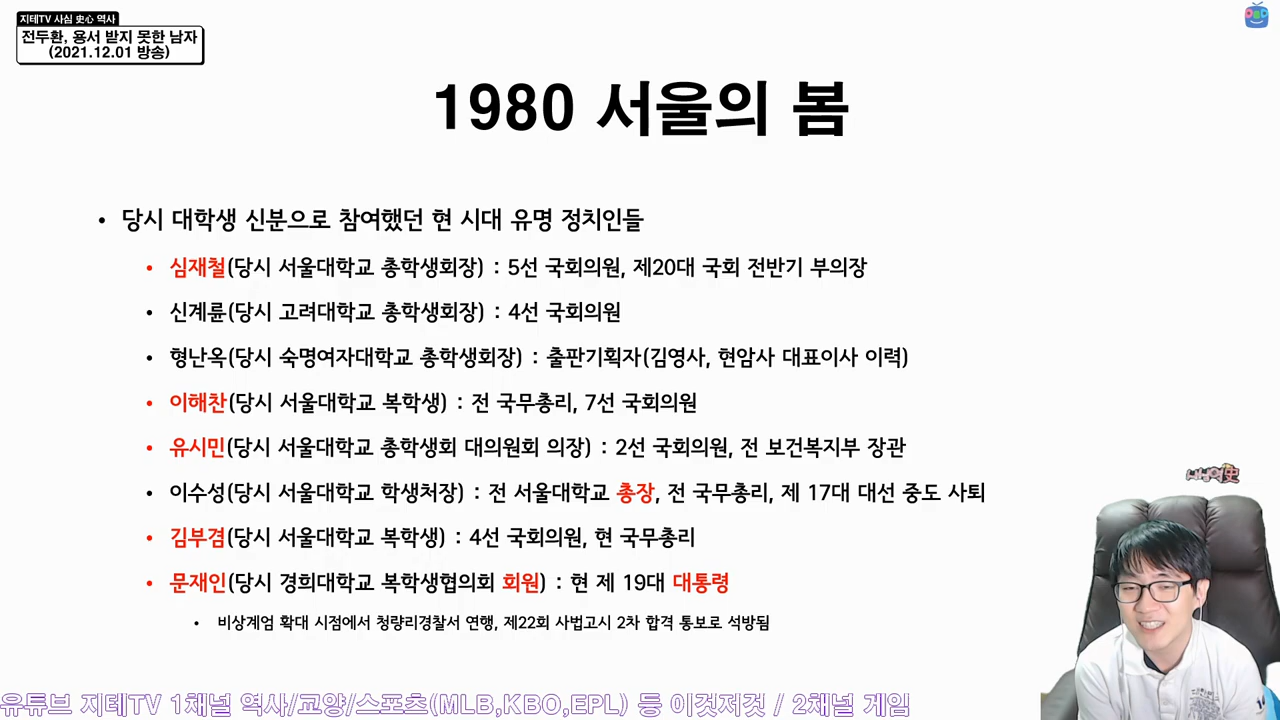 지테TV 사심 史心 역사
전두환, 용서 받지 못한 남자
(2021.12.01 방송)
1980 서울의 봄
• 당시 대학생 신분으로 참여했던 현 시대 유명 정치인들
• 심재철(당시 서울대학교 총학생회장) : 5선 국회의원, 제20대 국회 전반기 부의장
• 신계륜(당시 고려대학교 총학생회장) : 4선 국회의원
• 형난옥(당시 숙명여자대학교 총학생회장) : 출판기획자(김영사, 현암사 대표이사 이력)
• 이해찬(당시 서울대학교 복학생) : 전 국무총리, 7선 국회의원
• 유시민(당시 서울대학교 총학생회 대의원회 의장) : 2선 국회의원, 전 보건복지부 장관
• 이수성(당시 서울대학교 학생처장) : 전 서울대학교 총장, 전 국무총리, 제 17대 대선 중도 사퇴
• 김부겸(당시 서울대학교 복학생) : 4선 국회의원, 현 국무총리
• 문재인(당시 경희대학교 복학생협의회 회원) : 현 제 19대 대통령
• 비상계엄 확대 시점에서 청량리경찰서 연행, 제22회 사법고시 2차 합격 통보로 석방됨
유튜브 지테TV 1채널 역사/교양/스포츠(MLB,KBO,EPL) 등 이것저것 / 2채널 게임